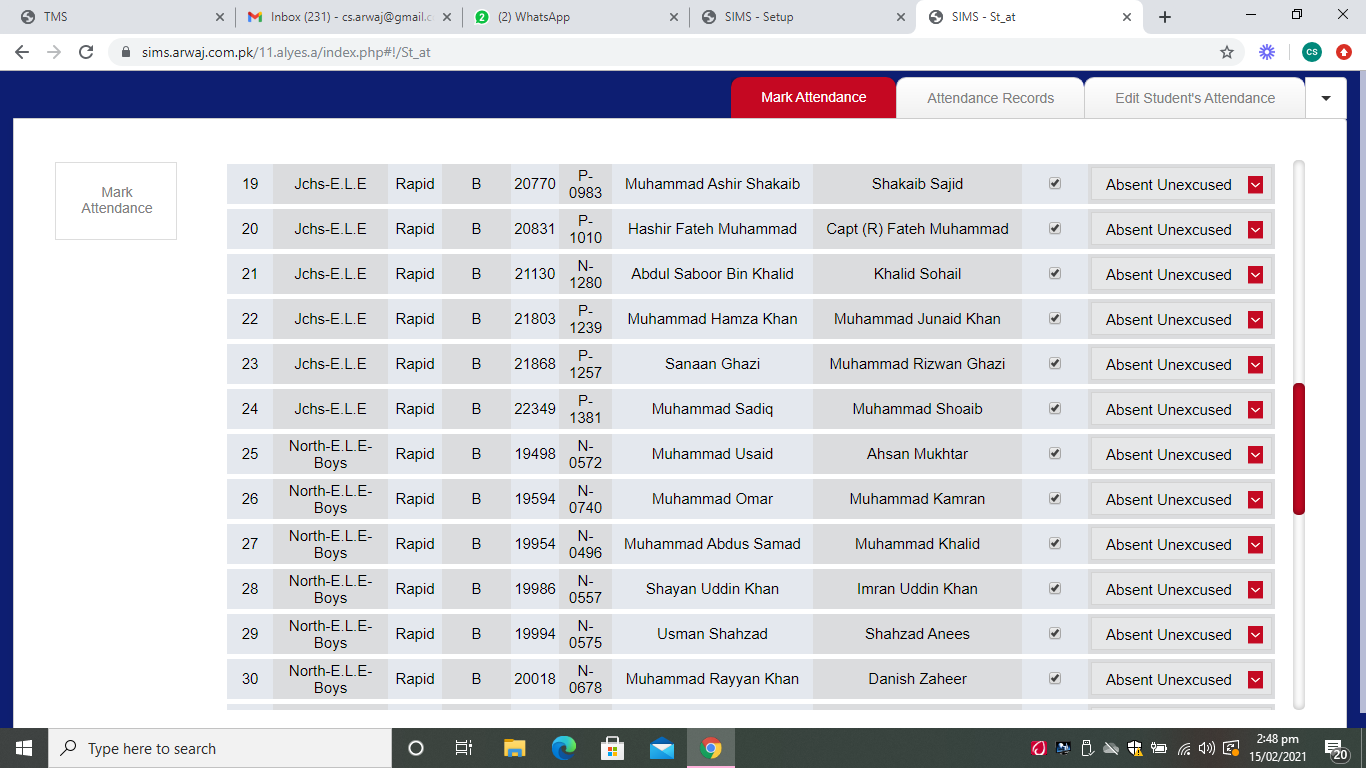 TMS
Inbox (231) - cs.arwaj@gmail.c
2 (2) WhatsApp
SIMS - Setup
SIMS - St_at
sims.arwaj.com.pk/11.alyes.a/index.php#!/St_at
CS
Mark Attendance
Attendance Records
Edit Student's Attendance
Mark
Attendance
19 Jchs-E.L.E Rapid B 20770 P-0983 Muhammad Ashir Shakaib Shakaib Sajid Absent Unexcused
20 Jchs-E.L.E Rapid B 20831 P-1010 Hashir Fateh Muhammad Capt (R) Fateh Muhammad Absent Unexcused
21 Jchs-E.L.E Rapid B 21130 N-1280 Abdul Saboor Bin Khalid Khalid Sohail Absent Unexcused
22 Jchs-E.L.E Rapid B 21803 P-1239 Muhammad Hamza Khan Muhammad Junaid Khan Absent Unexcused
23 Jchs-E.L.E Rapid B 21868 P-1257 Sanaan Ghazi Muhammad Rizwan Ghazi Absent Unexcused
24 Jchs-E.L.E Rapid B 22349 P-1381 Muhammad Sadiq Muhammad Shoaib Absent Unexcused
25 North-E.L.E-Boys Rapid B 19498 N-0572 Muhammad Usaid Ahsan Mukhtar Absent Unexcused
26 North-E.L.E-Boys Rapid B 19594 N-0740 Muhammad Omar Muhammad Kamran Absent Unexcused
27 North-E.L.E-Boys Rapid B 19954 N-0496 Muhammad Abdus Samad Muhammad Khalid Absent Unexcused
28 North-E.L.E-Boys Rapid B 19986 N-0557 Shayan Uddin Khan Imran Uddin Khan Absent Unexcused
29 North-E.L.E-Boys Rapid B 19994 N-0575 Usman Shahzad Shahzad Anees Absent Unexcused
30 North-E.L.E-Boys Rapid B 20018 N-0678 Muhammad Rayyan Khan Danish Zaheer Absent Unexcused
Type here to search
2:48 pm
15/02/2021
20